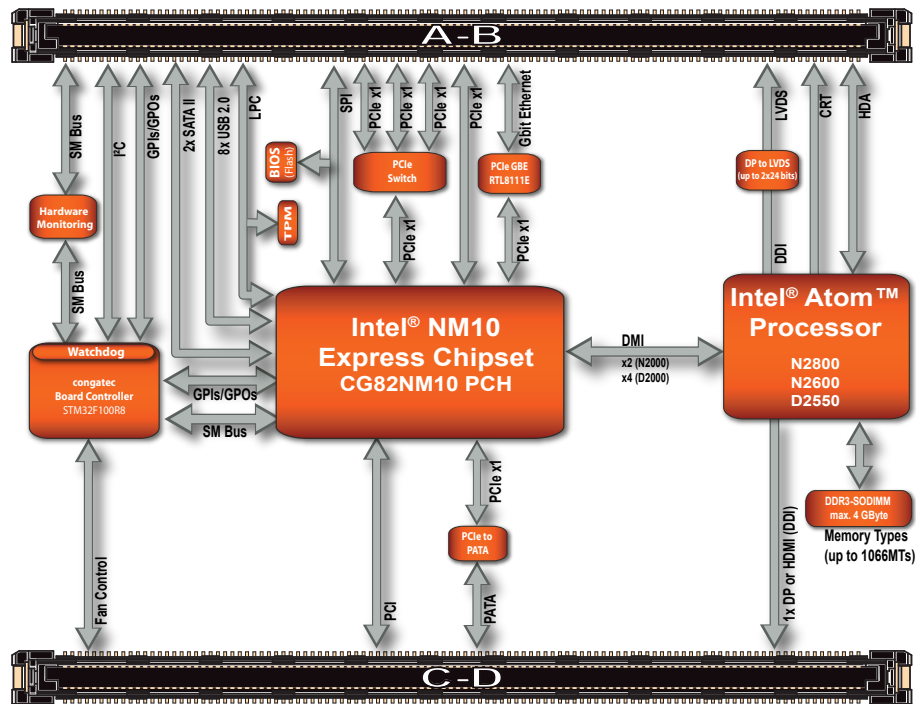 A-B
SM Bus
I²C
GPIs/GPOs
2x SATA II
8x USB 2.0
LPC
SPI
PCIe x1
PCIe x1
PCIe x1
PCIe x1
Gbit Ethernet
LVDS
CRT
HDA
BIOS
(Flash)
TPM
PCIe
Switch
PCIe GBE
RTL8111E
DP to LVDS
(up to 2x24 bits)
Hardware
Monitoring
SM Bus
PCIe x1
PCIe x1
DDI
Watchdog
congatec
Board Controller
STM32F100R8
GPIs/GPOs
SM Bus
Intel® NM10
Express Chipset
CG82NM10 PCH
DMI
x2 (N2000)
x4 (D2000)
Intel® Atom™
Processor
N2800
N2600
D2550
PCIe x1
PCIe to
PATA
DDR3-SODIMM
max. 4 GByte
Memory Types
(up to 1066MTs)
Fan Control
PCI
PATA
1x DP or HDMI (DDI)
C-D